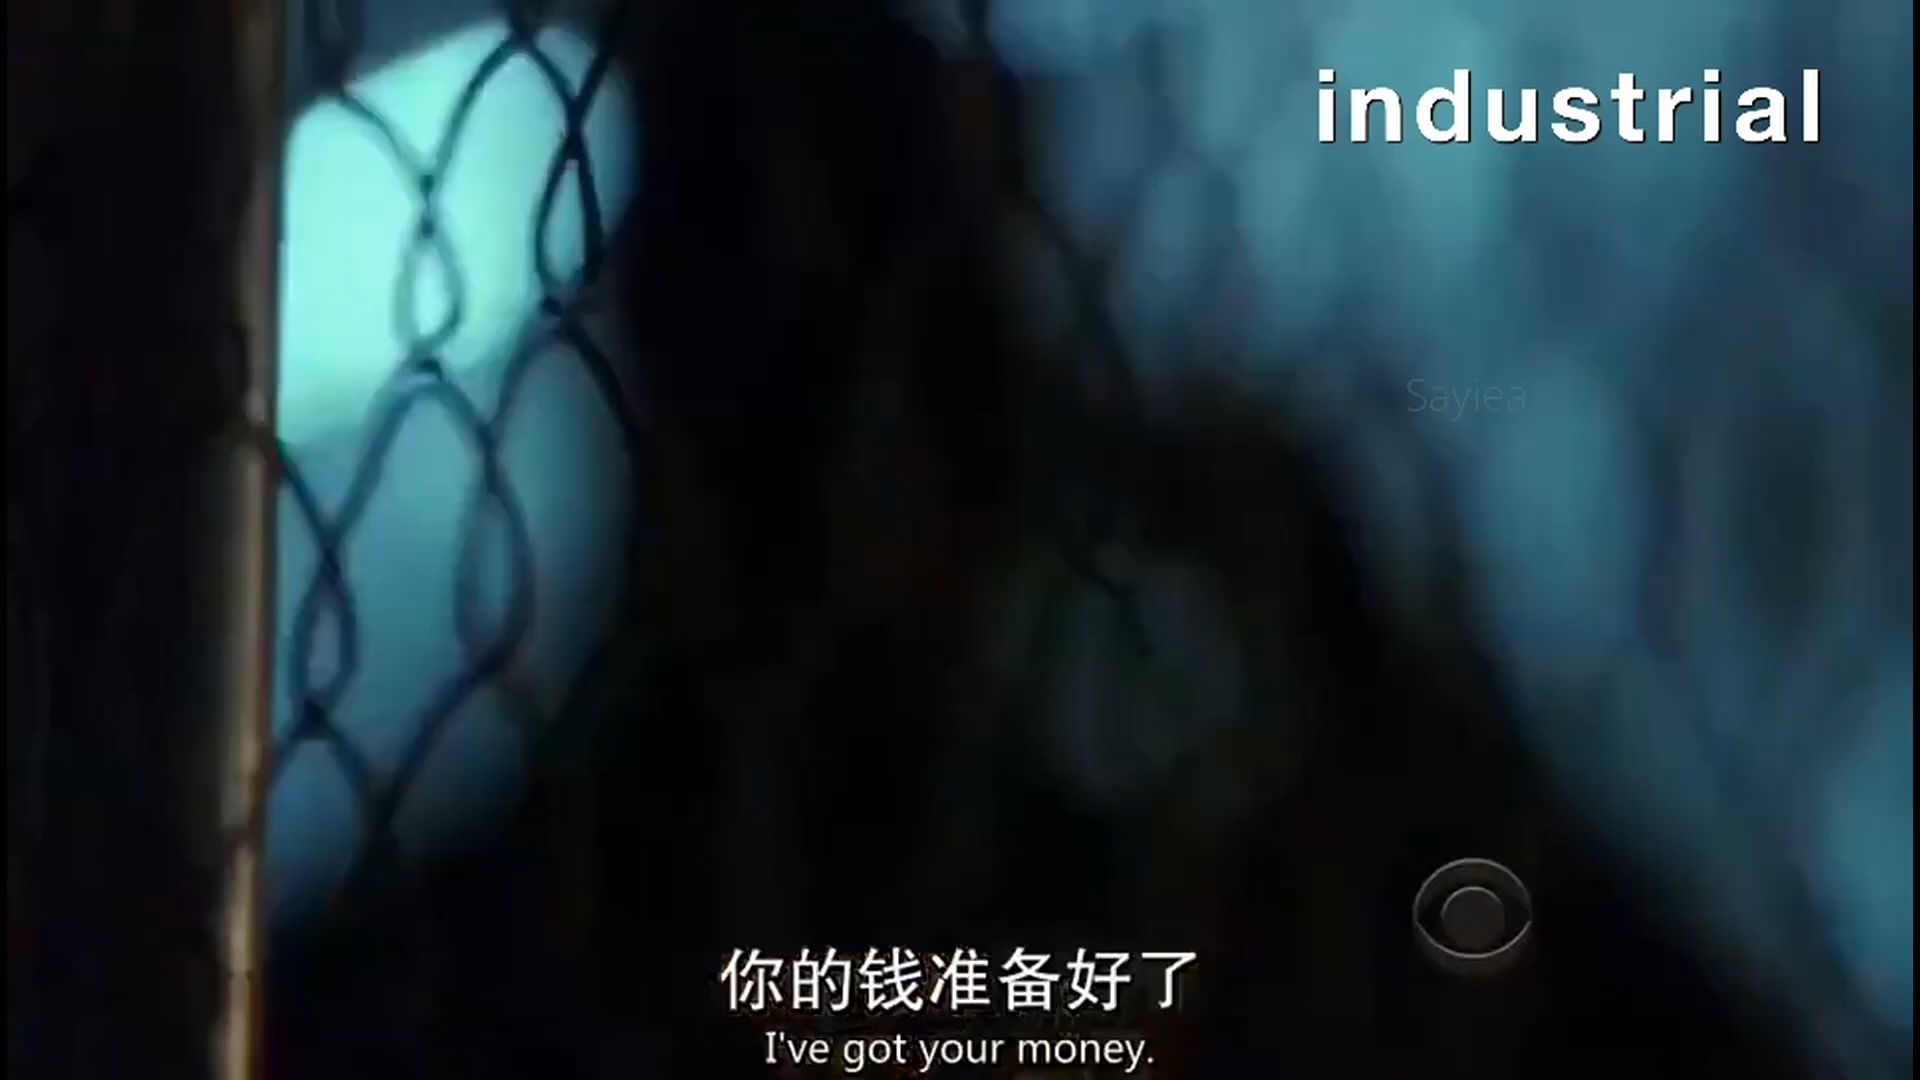 industrial
Sayiea
你的钱准备好了
I've got your money.